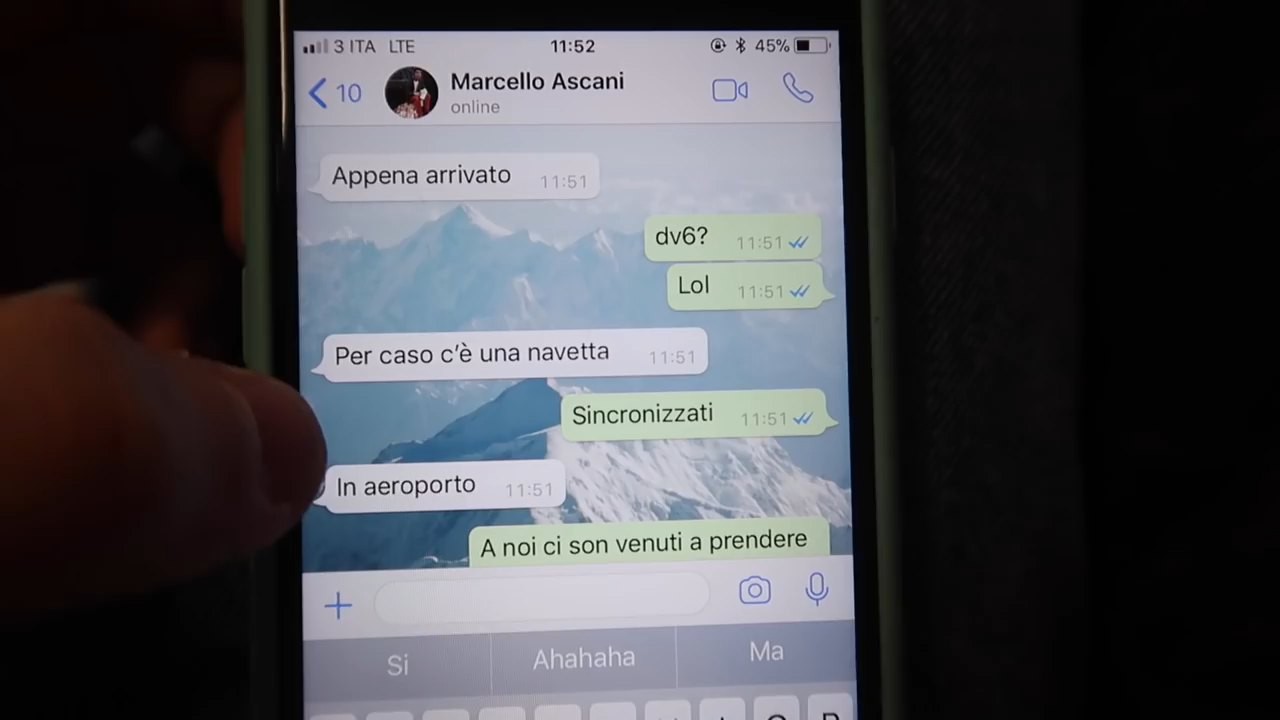 3 ITA LTE 11:52 45%
10 Marcello Ascani
online
Appena arrivato 11:51
dv6? 11:51
Lol 11:51
Per caso c'è una navetta 11:51
Sincronizzati 11:51
In aeroporto 11:51
A noi ci son venuti a prendere
Si Ahahaha Ma